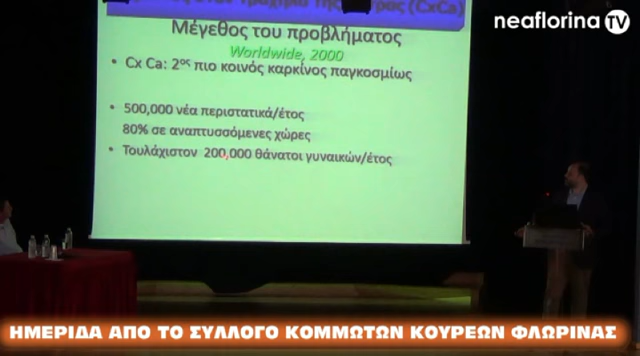 neaflorina TV
(CxCa)
Μέγεθος του προβλήματος
Worldwide, 2000
• Cx Ca: 2ος πιο κοινός καρκίνος παγκοσμίως
• 500,000 νέα περιστατικά/έτος
80% σε αναπτυσσόμενες χώρες
• Τουλάχιστον 200,000 θάνατοι γυναικών/έτος
ΗΜΕΡΙΔΑ ΑΠΟ ΤΟ ΣΥΛΛΟΓΟ ΚΟΜΜΩΤΩΝ ΚΟΥΡΕΩΝ ΦΛΩΡΙΝΑΣ